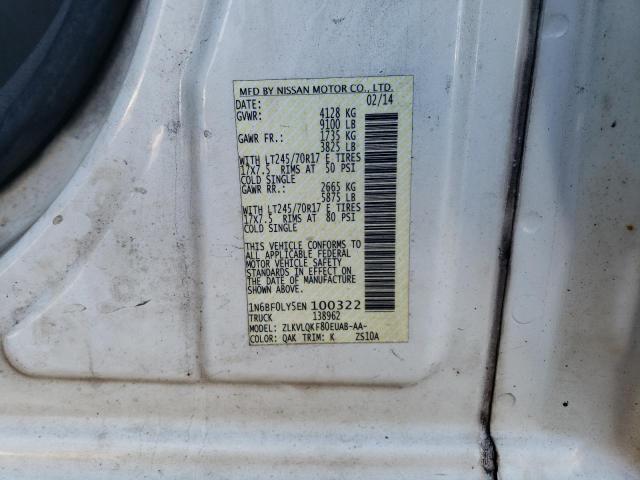 MFD BY NISSAN MOTOR CO., LTD.
DATE: 02/14
GVWR: 4128 KG
9100 LB
GAWR FR.: 1735 KG
3825 LB
WITH LT245/70R17 E TIRES
17X7.5 RIMS AT 50 PSI
COLD SINGLE
GAWR RR.: 2665 KG
5875 LB
WITH LT245/70R17 E TIRES
17X7.5 RIMS AT 80 PSI
COLD SINGLE
THIS VEHICLE CONFORMS TO
ALL APPLICABLE FEDERAL
MOTOR VEHICLE SAFETY
STANDARDS IN EFFECT ON
THE DATE OF MANUFACTURE
1N6BF0LY5EN 100322
TRUCK 138962
MODEL: ZLKVLQKF80EUAB-AA-
COLOR: QAK TRIM: K ZS10A